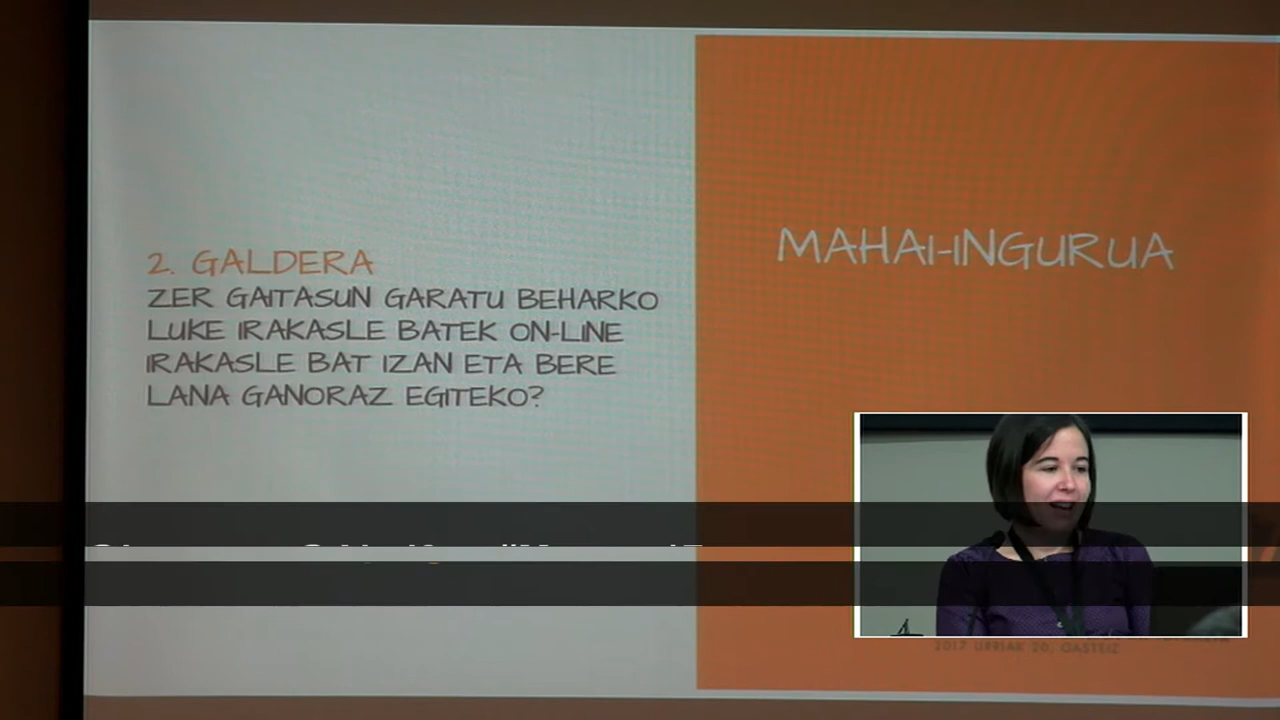 2. GALDERA
ZER GAITASUN GARATU BEHARKO
LUKE IRAKASLE BATEK ON-LINE
IRAKASLE BAT IZAN ETA BERE
LANA GANORAZ EGITEKO?
MAHAI-INGURUA
2017 URRIAK 20, GASTEIZ